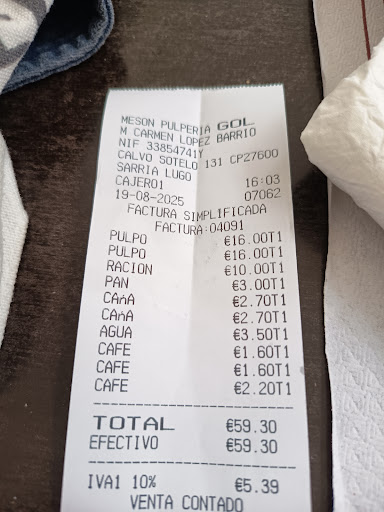 MESON PULPERIA GOL
M CARMEN LOPEZ BARRIO
NIF 33854741Y
CALVO SOTELO 131 CP27600
SARRIA LUGO
CAJERO1 16:03
19-08-2025 07062
FACTURA SIMPL1FICADA
FACTURA:04091
PULPO €16.00T1
PULPO €16.00T1
RACION €10.00T1
PAN €3.00T1
CAñA €2.70T1
CAñA €2.70T1
AGUA €3.50T1
CAFE €1.60T1
CAFE €1.60T1
CAFE €2.20T1
TOTAL €59.30
EFECTIVO €59.30
IVA1 10% €5.39
VENTA CONTADO